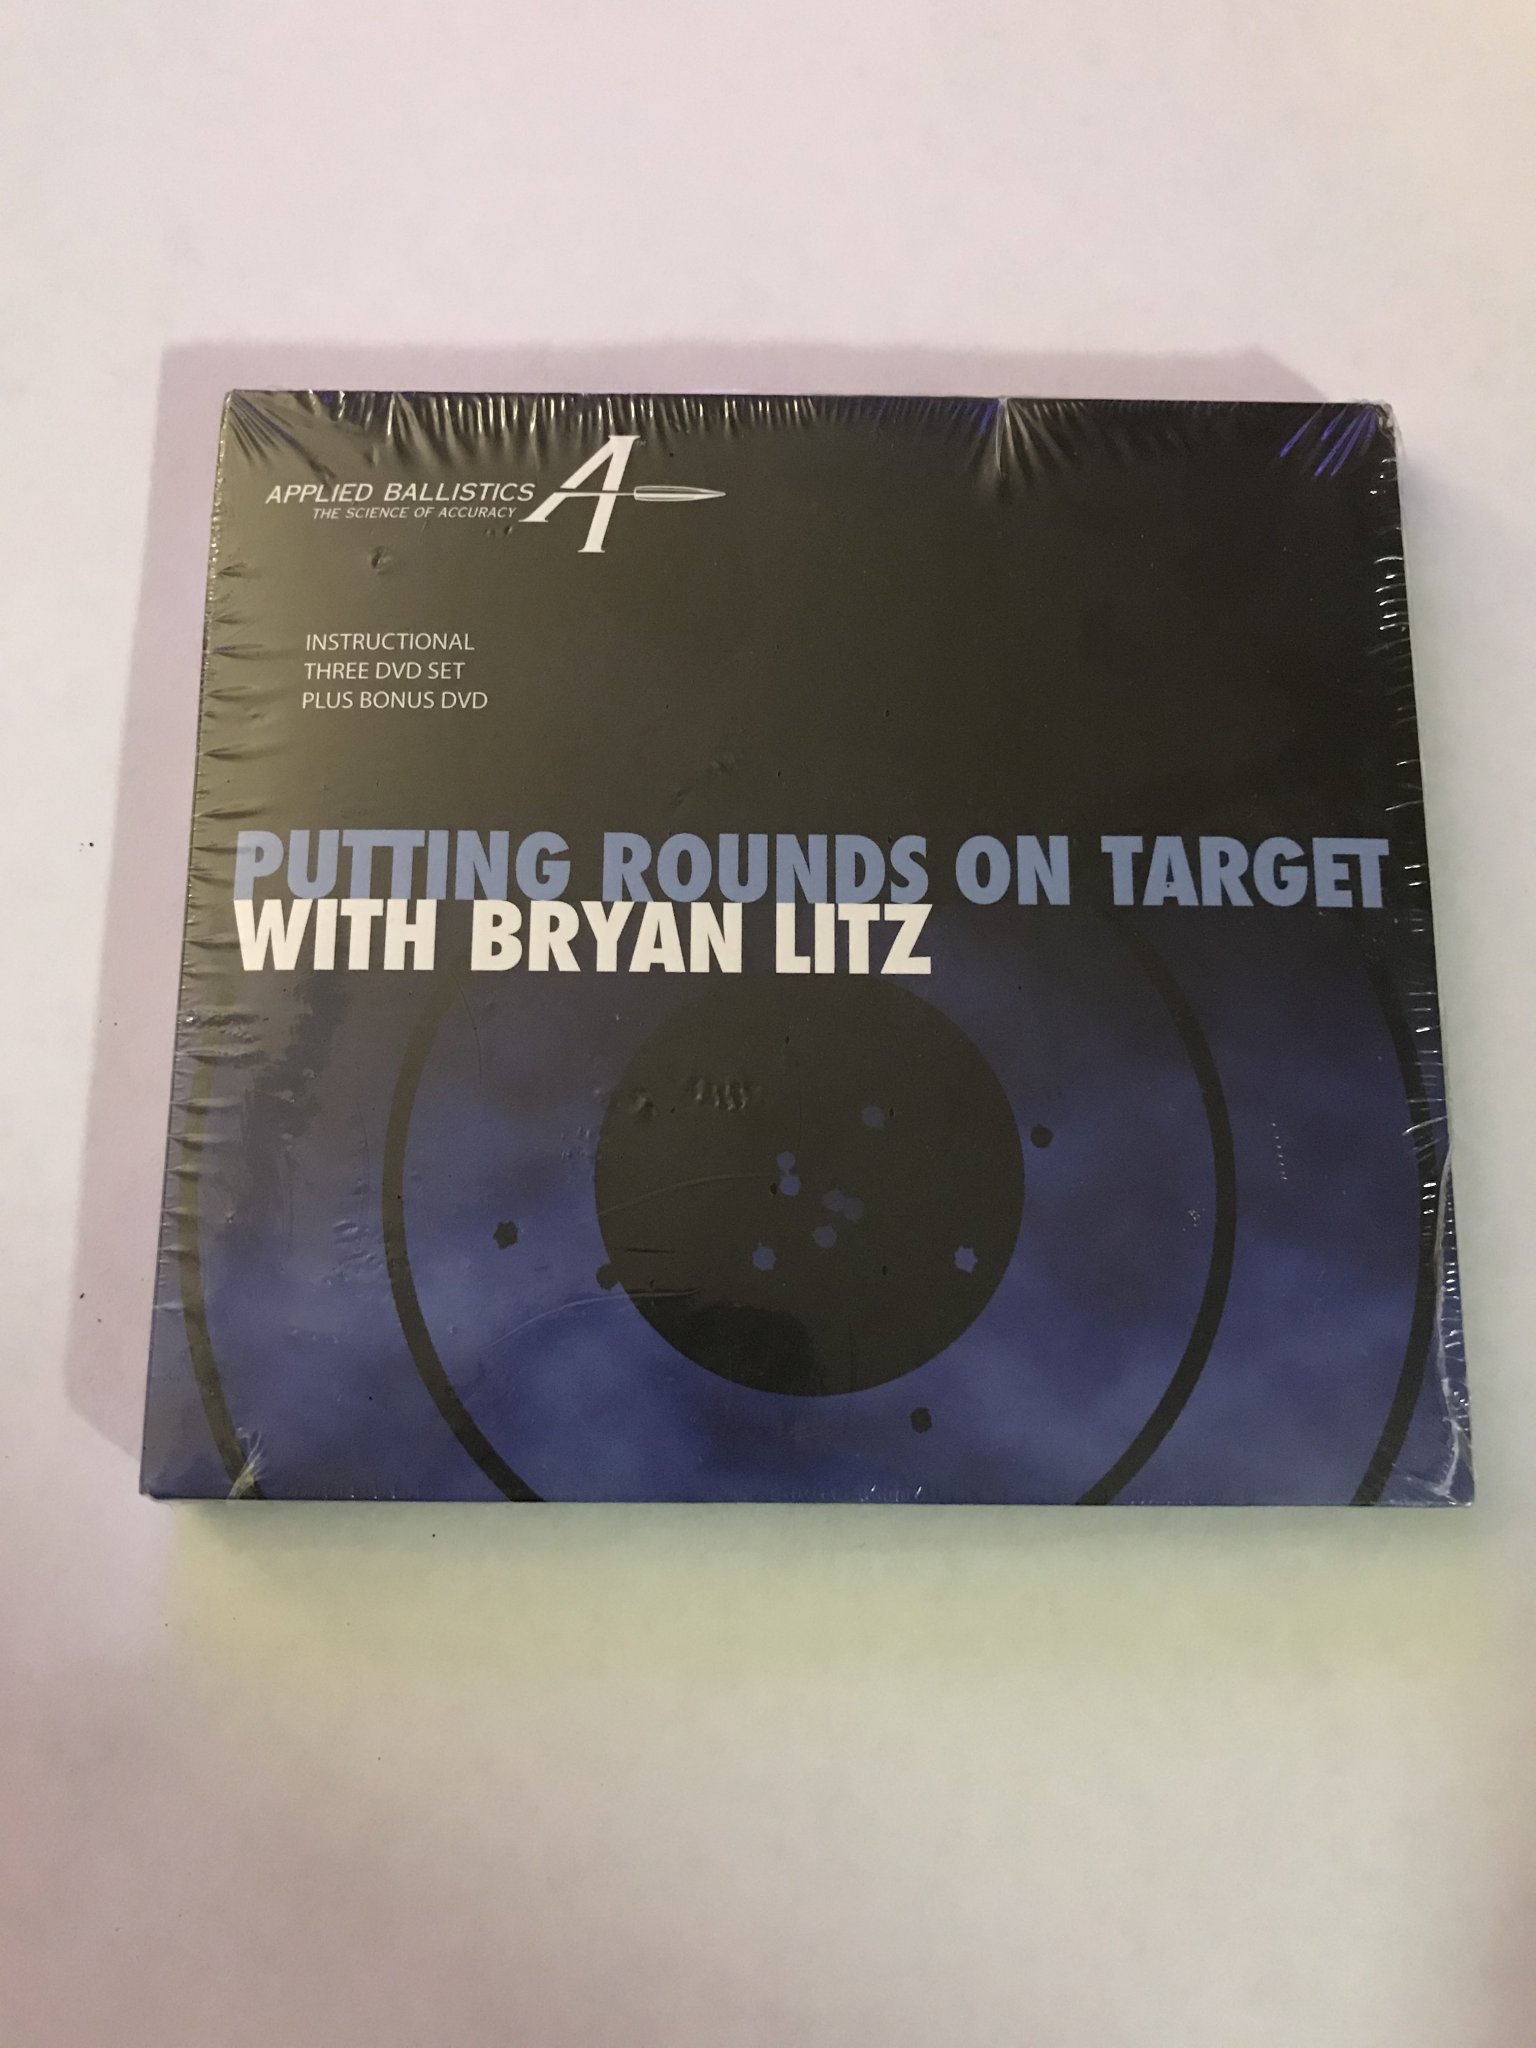 APPLIED BALLISTICS
THE SCIENCE OF ACCURACY
A
INSTRUCTIONAL
THREE DVD SET
PLUS BONUS DVD
PUTTING ROUNDS ON TARGET
WITH BRYAN LITZ